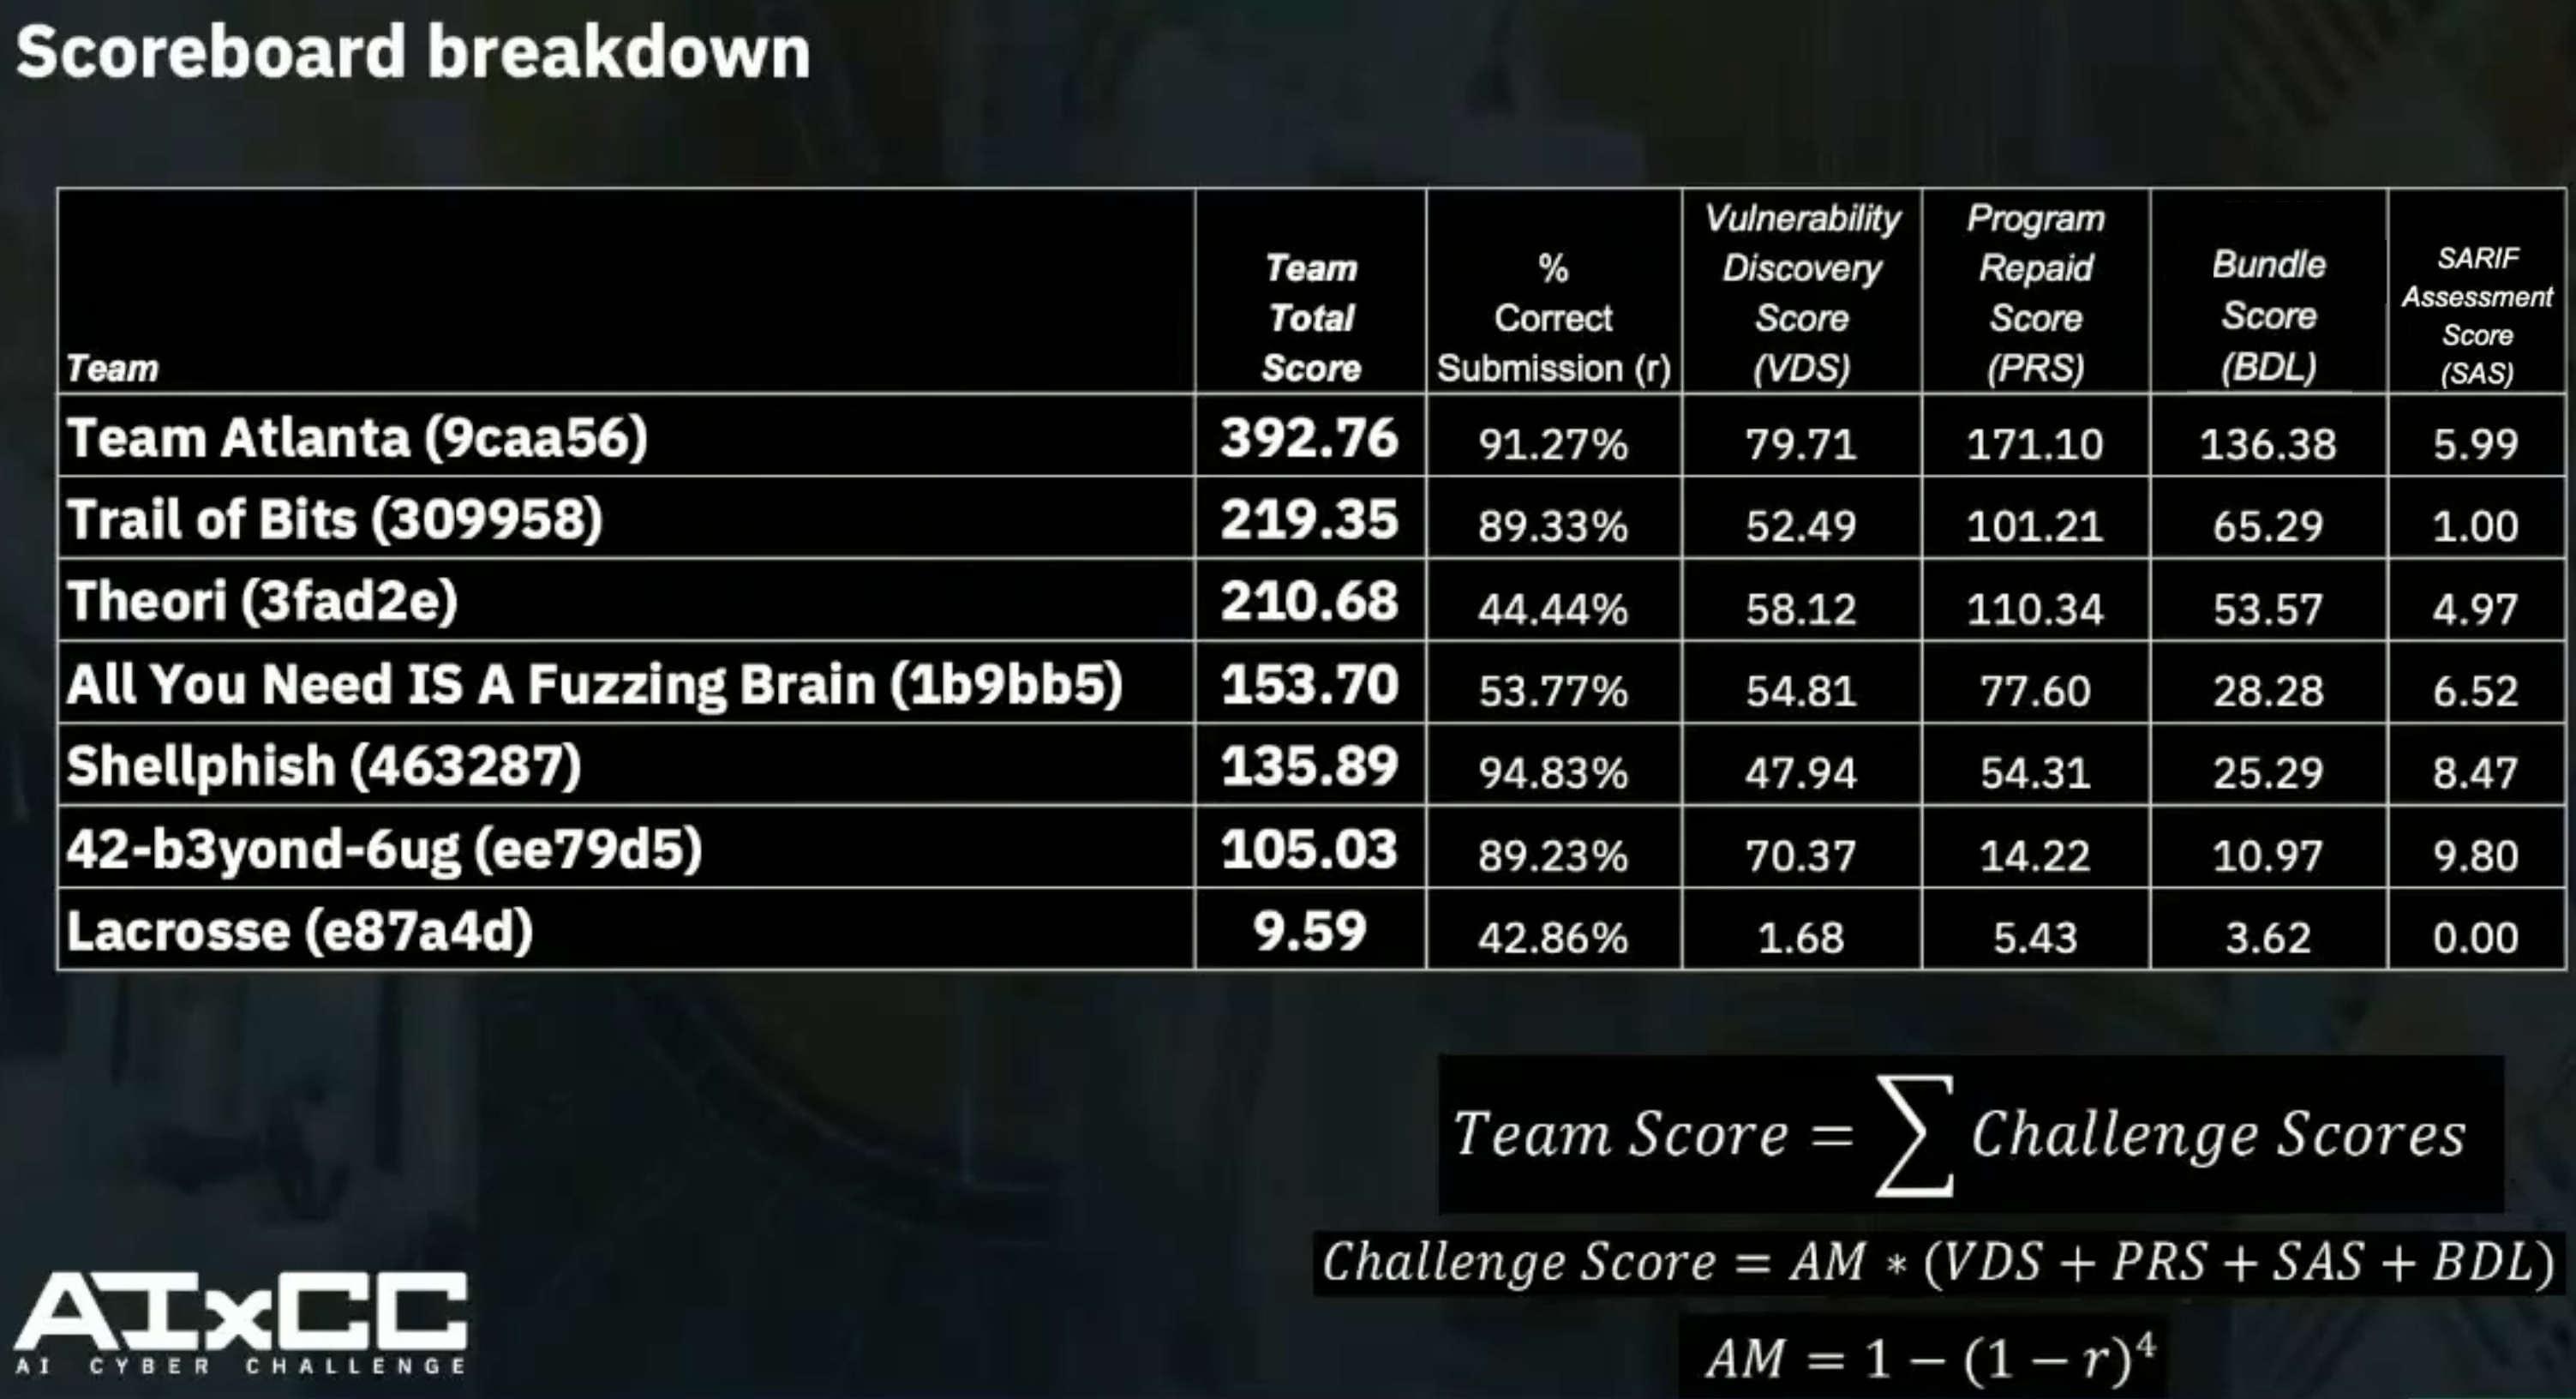 Scoreboard breakdown
Team | Team Total Score | % Correct Submission (r) | Vulnerability Discovery Score (VDS) | Program Repaid Score (PRS) | Bundle Score (BDL) | SARIF Assessment Score (SAS)
Team Atlanta (9caa56) | 392.76 | 91.27% | 79.71 | 171.10 | 136.38 | 5.99
Trail of Bits (309958) | 219.35 | 89.33% | 52.49 | 101.21 | 65.29 | 1.00
Theori (3fad2e) | 210.68 | 44.44% | 58.12 | 110.34 | 53.57 | 4.97
All You Need IS A Fuzzing Brain (1b9bb5) | 153.70 | 53.77% | 54.81 | 77.60 | 28.28 | 6.52
Shellphish (463287) | 135.89 | 94.83% | 47.94 | 54.31 | 25.29 | 8.47
42-b3yond-6ug (ee79d5) | 105.03 | 89.23% | 70.37 | 14.22 | 10.97 | 9.80
Lacrosse (e87a4d) | 9.59 | 42.86% | 1.68 | 5.43 | 3.62 | 0.00
Team Score = ∑ Challenge Scores
Challenge Score = AM * (VDS + PRS + SAS + BDL)
AM = 1 − (1 − r)⁴
AIxCC
AI CYBER CHALLENGE